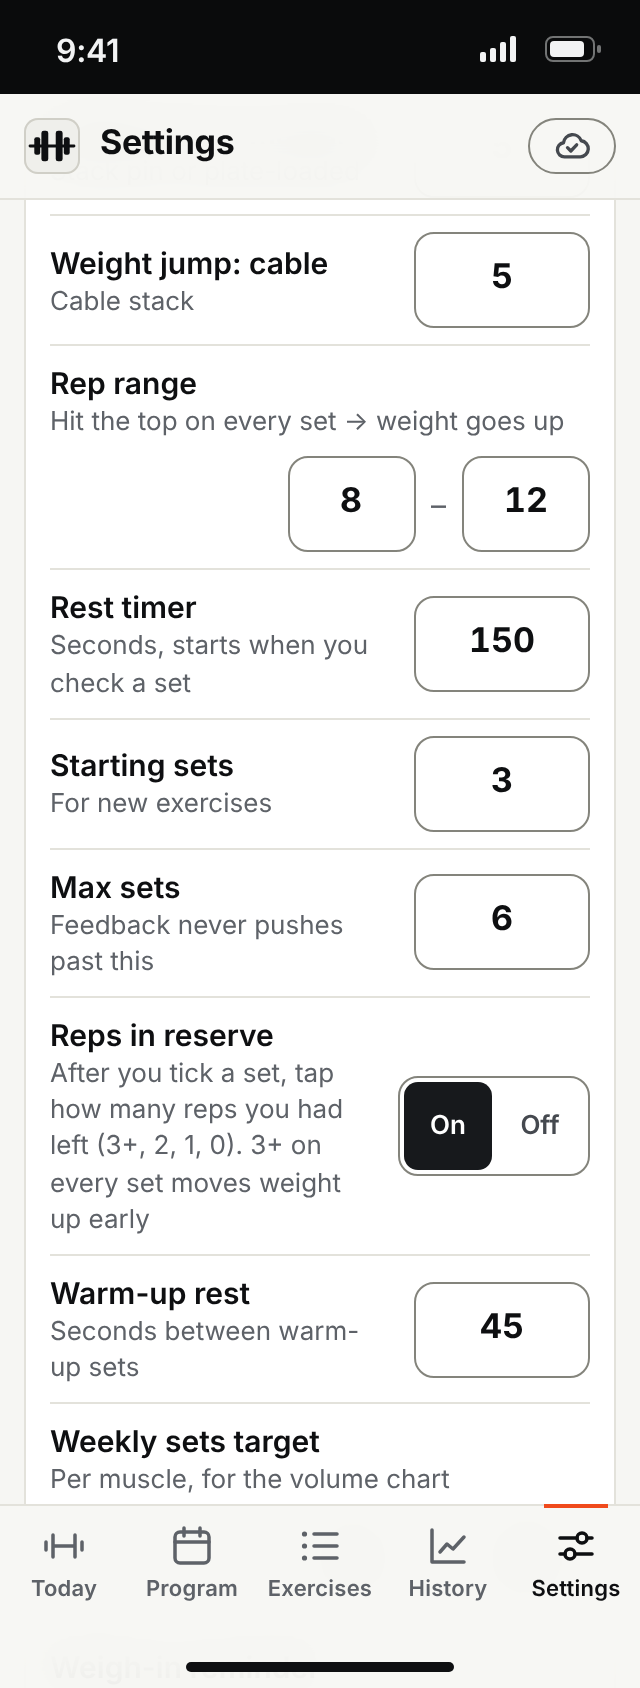 9:41
Settings
Weight jump: cable
Cable stack
5
Rep range
Hit the top on every set → weight goes up
8 – 12
Rest timer
Seconds, starts when you
check a set
150
Starting sets
For new exercises
3
Max sets
Feedback never pushes
past this
6
Reps in reserve
After you tick a set, tap
how many reps you had
left (3+, 2, 1, 0). 3+ on
every set moves weight
up early
On Off
Warm-up rest
Seconds between warm-
up sets
45
Weekly sets target
Per muscle, for the volume chart
Today Program Exercises History Settings
Weigh-in reminder